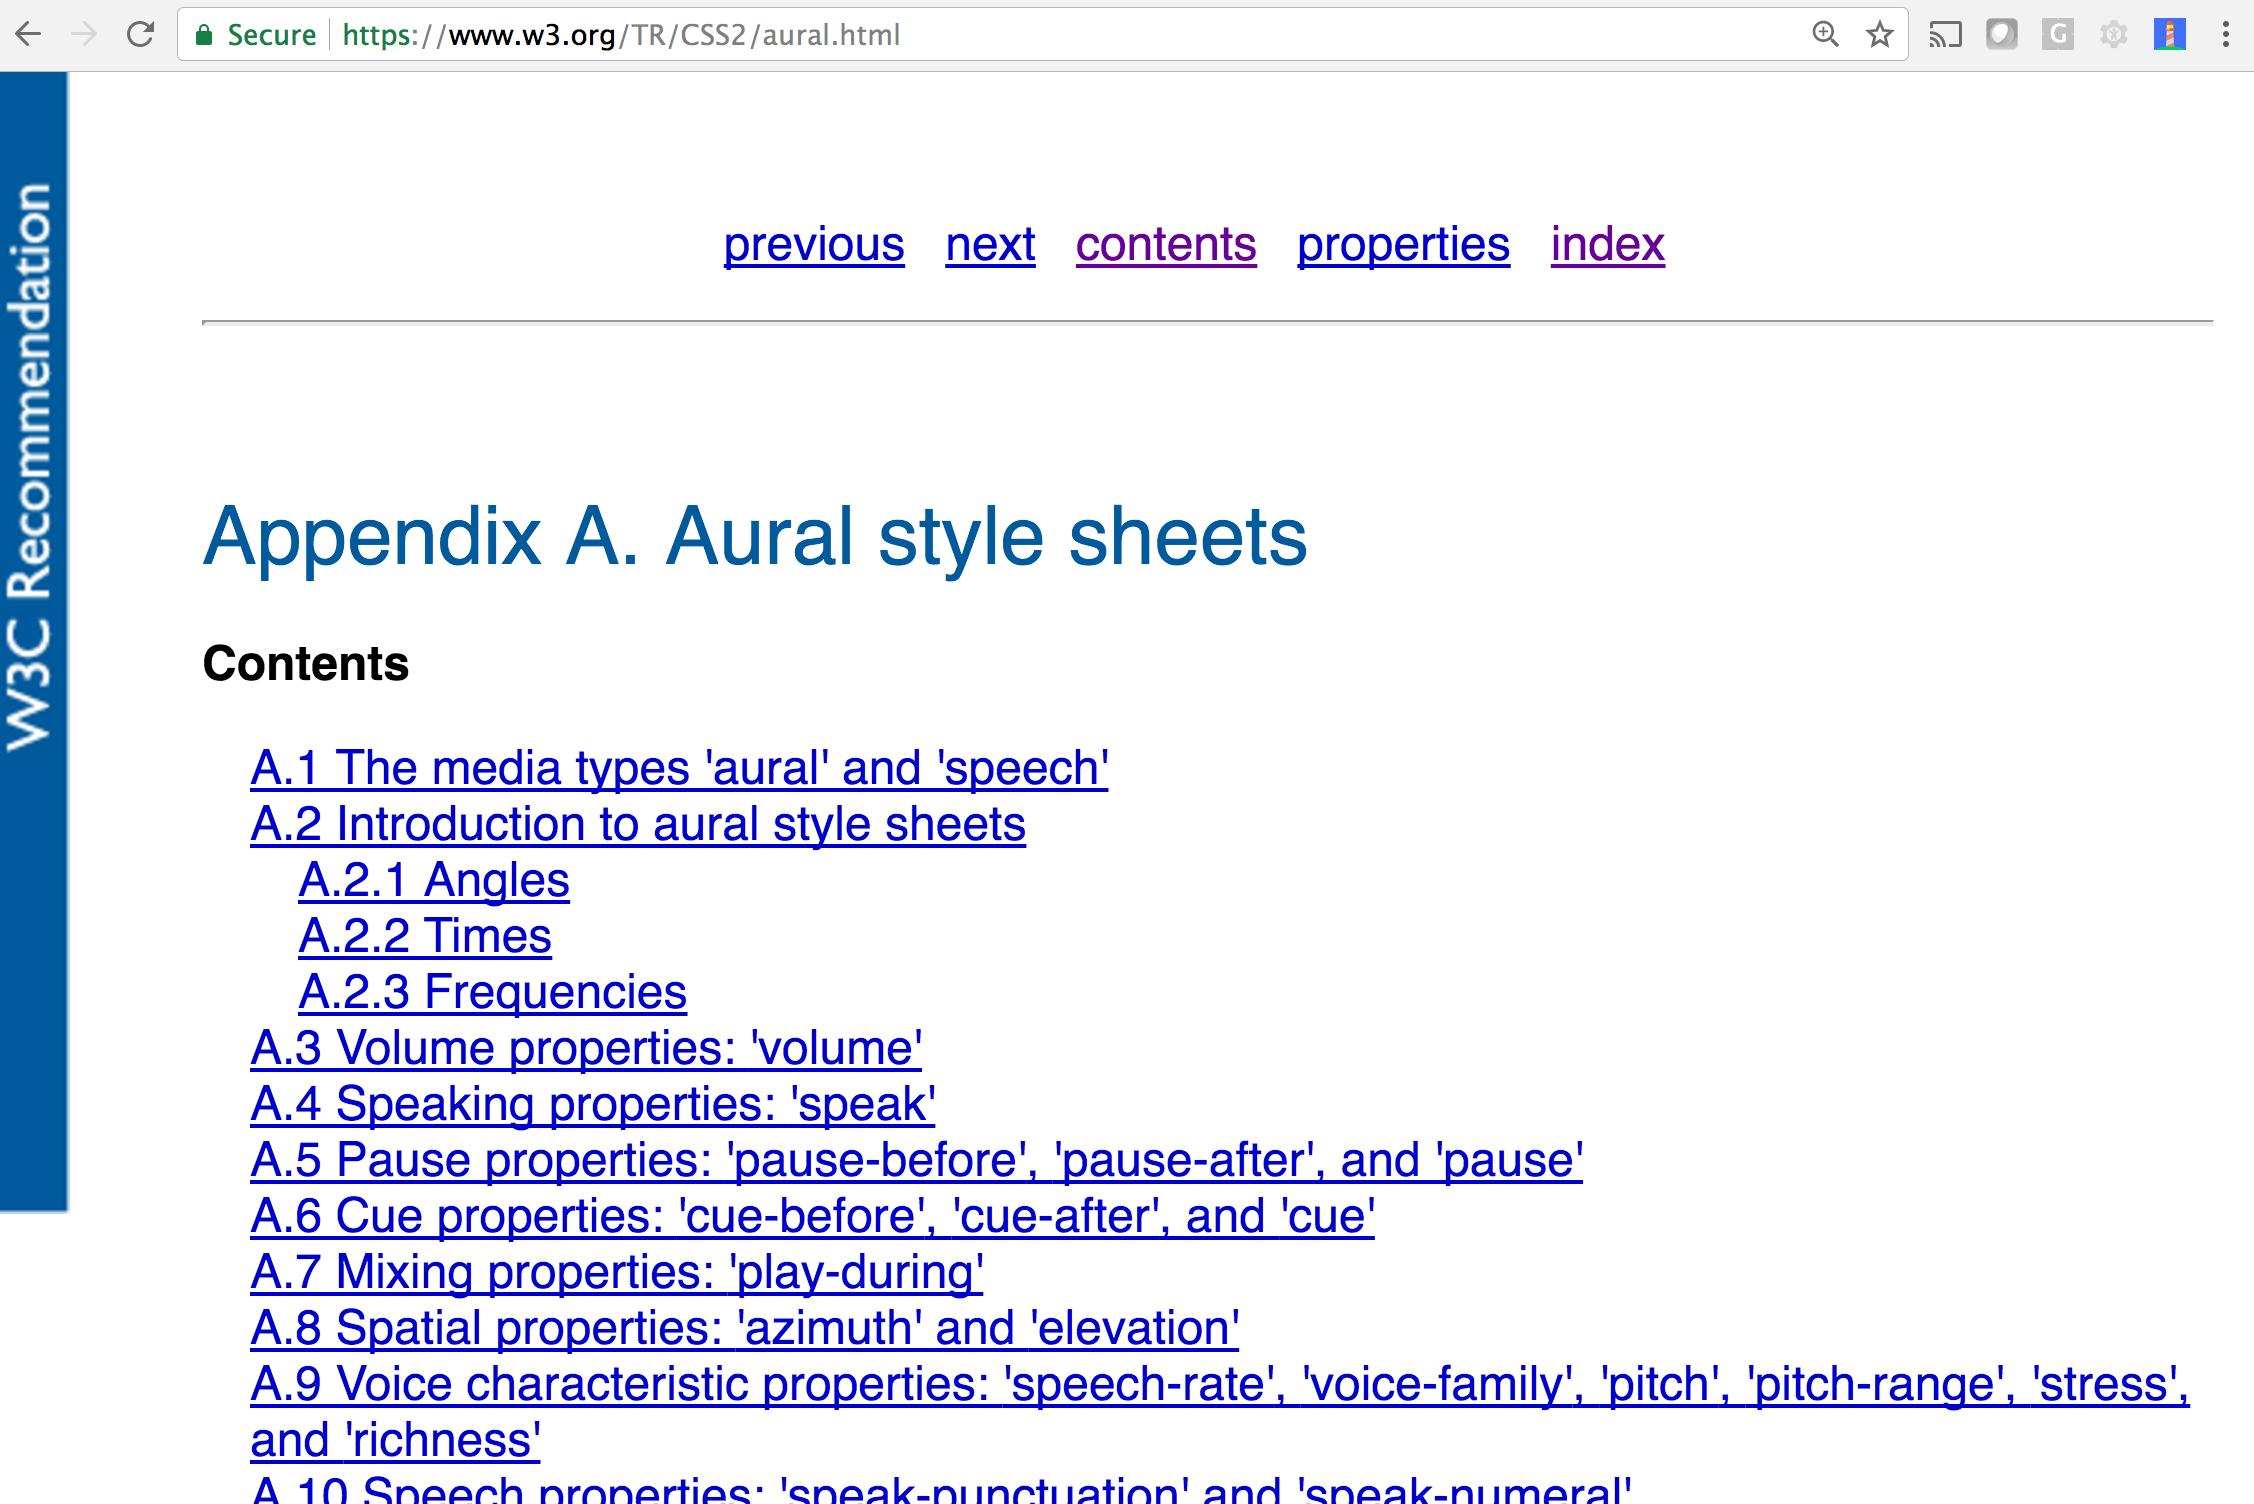 Secure https://www.w3.org/TR/CSS2/aural.html
G
W3C Recommendation
previous next contents properties index
Appendix A. Aural style sheets
Contents
A.1 The media types 'aural' and 'speech'
A.2 Introduction to aural style sheets
A.2.1 Angles
A.2.2 Times
A.2.3 Frequencies
A.3 Volume properties: 'volume'
A.4 Speaking properties: 'speak'
A.5 Pause properties: 'pause-before', 'pause-after', and 'pause'
A.6 Cue properties: 'cue-before', 'cue-after', and 'cue'
A.7 Mixing properties: 'play-during'
A.8 Spatial properties: 'azimuth' and 'elevation'
A.9 Voice characteristic properties: 'speech-rate', 'voice-family', 'pitch', 'pitch-range', 'stress',
and 'richness'
A.10 Speech properties: 'speak-punctuation' and 'speak-numeral'